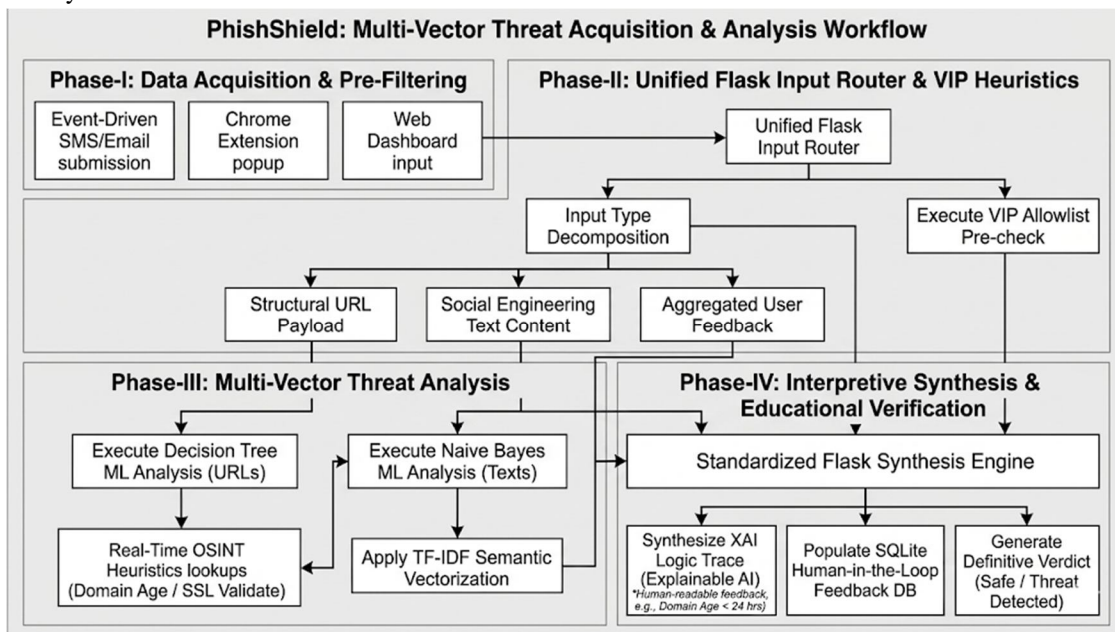 PhishShield: Multi-Vector Threat Acquisition & Analysis Workflow
Phase-I: Data Acquisition & Pre-Filtering
Event-Driven
SMS/Email
submission
Chrome
Extension
popup
Web
Dashboard
input
Phase-II: Unified Flask Input Router & VIP Heuristics
Unified Flask
Input Router
Input Type
Decomposition
Execute VIP Allowlist
Pre-check
Structural URL
Payload
Social Engineering
Text Content
Aggregated User
Feedback
Phase-III: Multi-Vector Threat Analysis
Execute Decision Tree
ML Analysis (URLs)
Execute Naive Bayes
ML Analysis (Texts)
Real-Time OSINT
Heuristics lookups
(Domain Age / SSL Validate)
Apply TF-IDF Semantic
Vectorization
Phase-IV: Interpretive Synthesis &
Educational Verification
Standardized Flask Synthesis Engine
Synthesize XAI
Logic Trace
(Explainable AI)
*Human-readable feedback,
e.g., Domain Age < 24 hrs)
Populate SQLite
Human-in-the-Loop
Feedback DB
Generate
Definitive Verdict
(Safe / Threat
Detected)